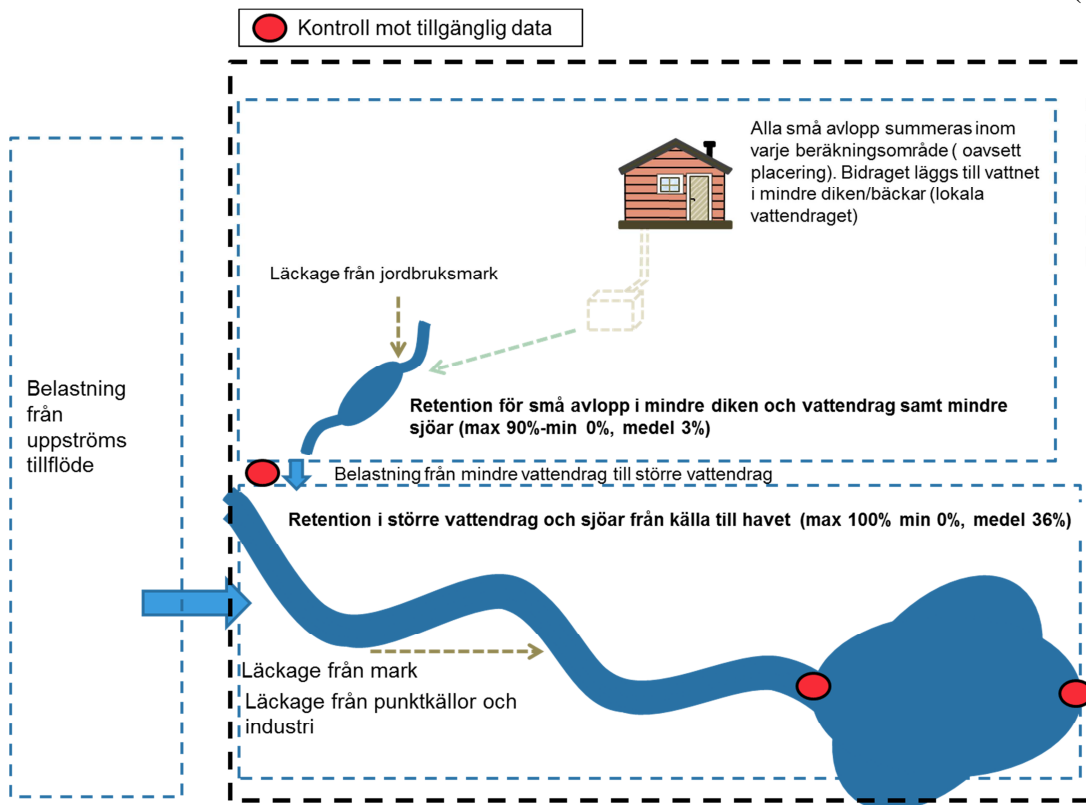 Kontroll mot tillgänglig data
Alla små avlopp summeras inom
varje beräkningsområde ( oavsett
placering). Bidraget läggs till vattnet
i mindre diken/bäckar (lokala
vattendraget)
Läckage från jordbruksmark
Belastning
från
uppströms
tillflöde
Retention för små avlopp i mindre diken och vattendrag samt mindre
sjöar (max 90%-min 0%, medel 3%)
Belastning från mindre vattendrag till större vattendrag
Retention i större vattendrag och sjöar från källa till havet (max 100% min 0%, medel 36%)
Läckage från mark
Läckage från punktkällor och
industri